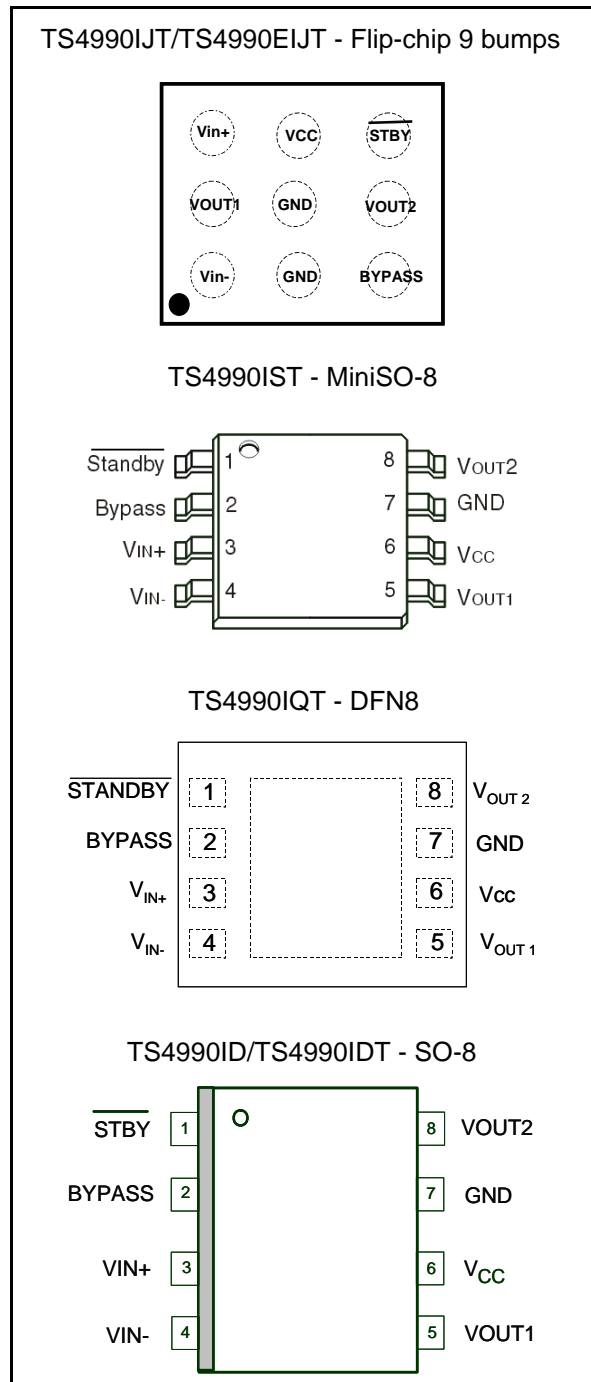 TS4990IJT/TS4990EIJT - Flip-chip 9 bumps
Vin+ VCC STBY
VOUT1 GND VOUT2
Vin- GND BYPASS
TS4990IST - MiniSO-8
Standby 1 8 VOUT2
Bypass 2 7 GND
VIN+ 3 6 VCC
VIN- 4 5 VOUT1
TS4990IQT - DFN8
STANDBY 1 8 VOUT 2
BYPASS 2 7 GND
VIN+ 3 6 Vcc
VIN- 4 5 VOUT 1
TS4990ID/TS4990IDT - SO-8
STBY 1 8 VOUT2
BYPASS 2 7 GND
VIN+ 3 6 VCC
VIN- 4 5 VOUT1